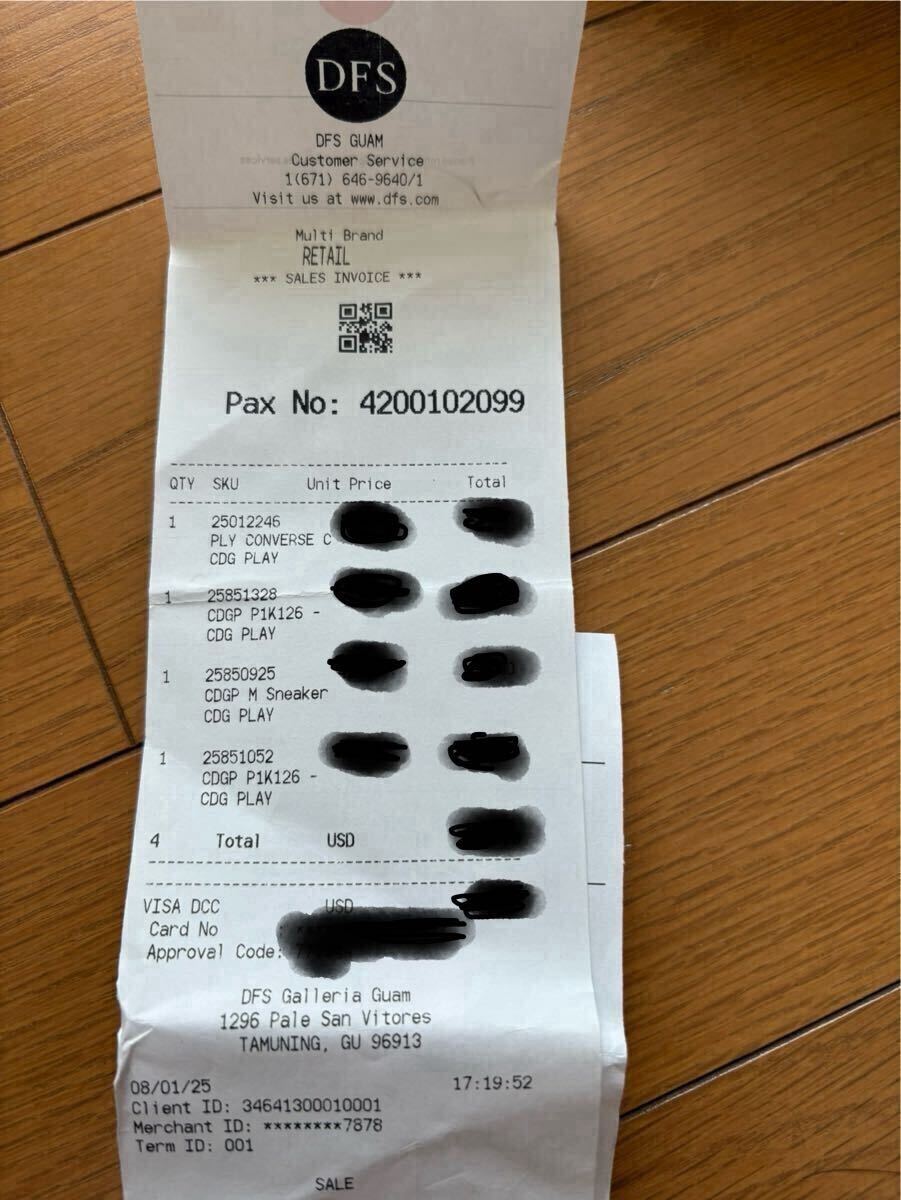 DFS
DFS GUAM
Customer Service
1(671) 646-9640/1
Visit us at www.dfs.com
Multi Brand
RETAIL
*** SALES INVOICE ***
Pax No: 4200102099
QTY SKU Unit Price Total
1 25012246
PLY CONVERSE C
CDG PLAY
1 25851328
CDGP P1K126 -
CDG PLAY
1 25850925
CDGP M Sneaker
CDG PLAY
1 25851052
CDGP P1K126 -
CDG PLAY
4 Total USD
VISA DCC USD
Card No
Approval Code:
DFS Galleria Guam
1296 Pale San Vitores
TAMUNING, GU 96913
08/01/25 17:19:52
Client ID: 34641300010001
Merchant ID: ********7878
Term ID: 001
SALE